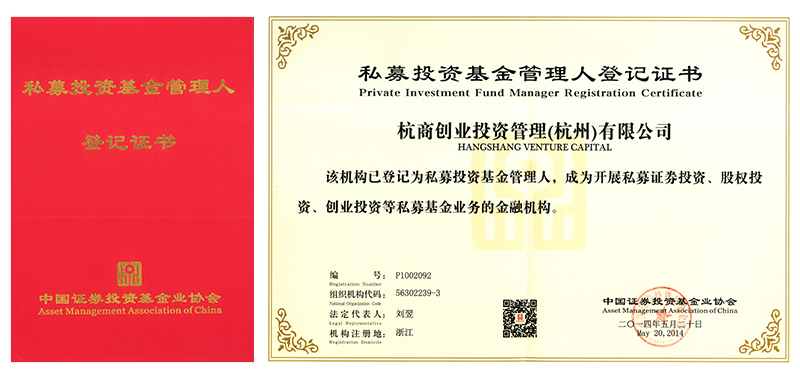 私募投资基金管理人
登记证书
中国证券投资基金业协会
Asset Management Association of China
私募投资基金管理人登记证书
Private Investment Fund Manager Registration Certificate
杭商创业投资管理(杭州)有限公司
HANGSHANG VENTURE CAPITAL
该机构已登记为私募投资基金管理人，成为开展私募证券投资、股权投
资、创业投资等私募基金业务的金融机构。
编 号： P1002092
Registration Number
组织机构代码： 56302239-3
National Organization Code
法定代表人： 刘翌
Legal Representative
机构注册地： 浙江
Registration Domicile
中国证券投资基金业协会
Asset Management Association of China
二〇一四年五月二十日
May 20,2014